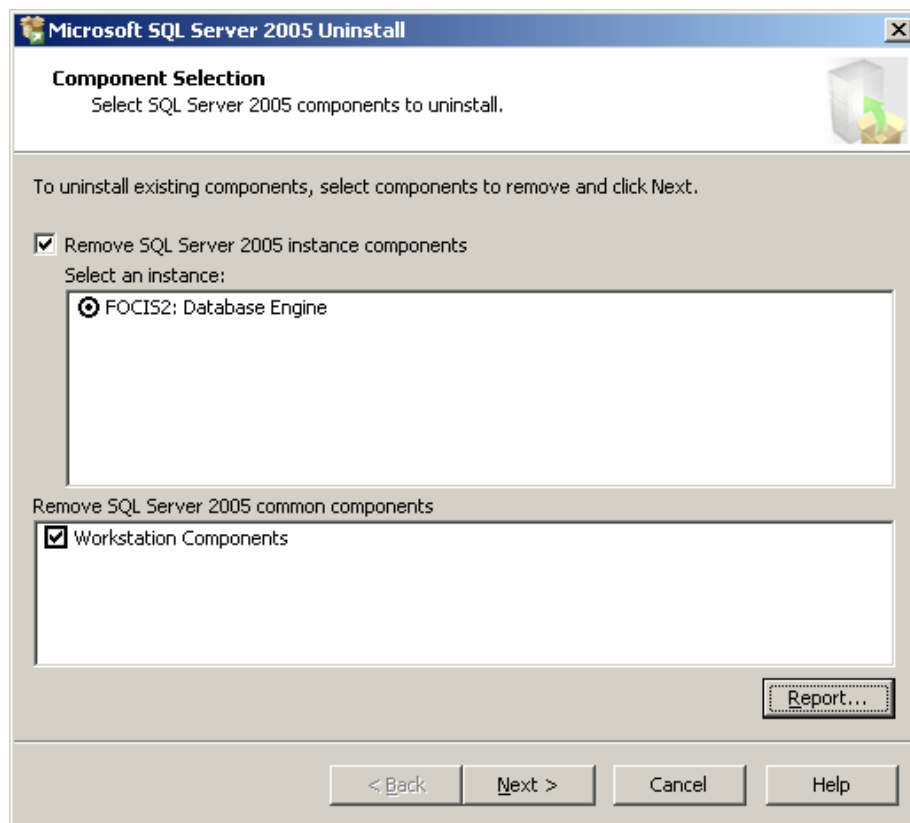 Microsoft SQL Server 2005 Uninstall
Component Selection
Select SQL Server 2005 components to uninstall.
To uninstall existing components, select components to remove and click Next.
Remove SQL Server 2005 instance components
Select an instance:
FOCIS2: Database Engine
Remove SQL Server 2005 common components
Workstation Components
Report...
< Back
Next >
Cancel
Help